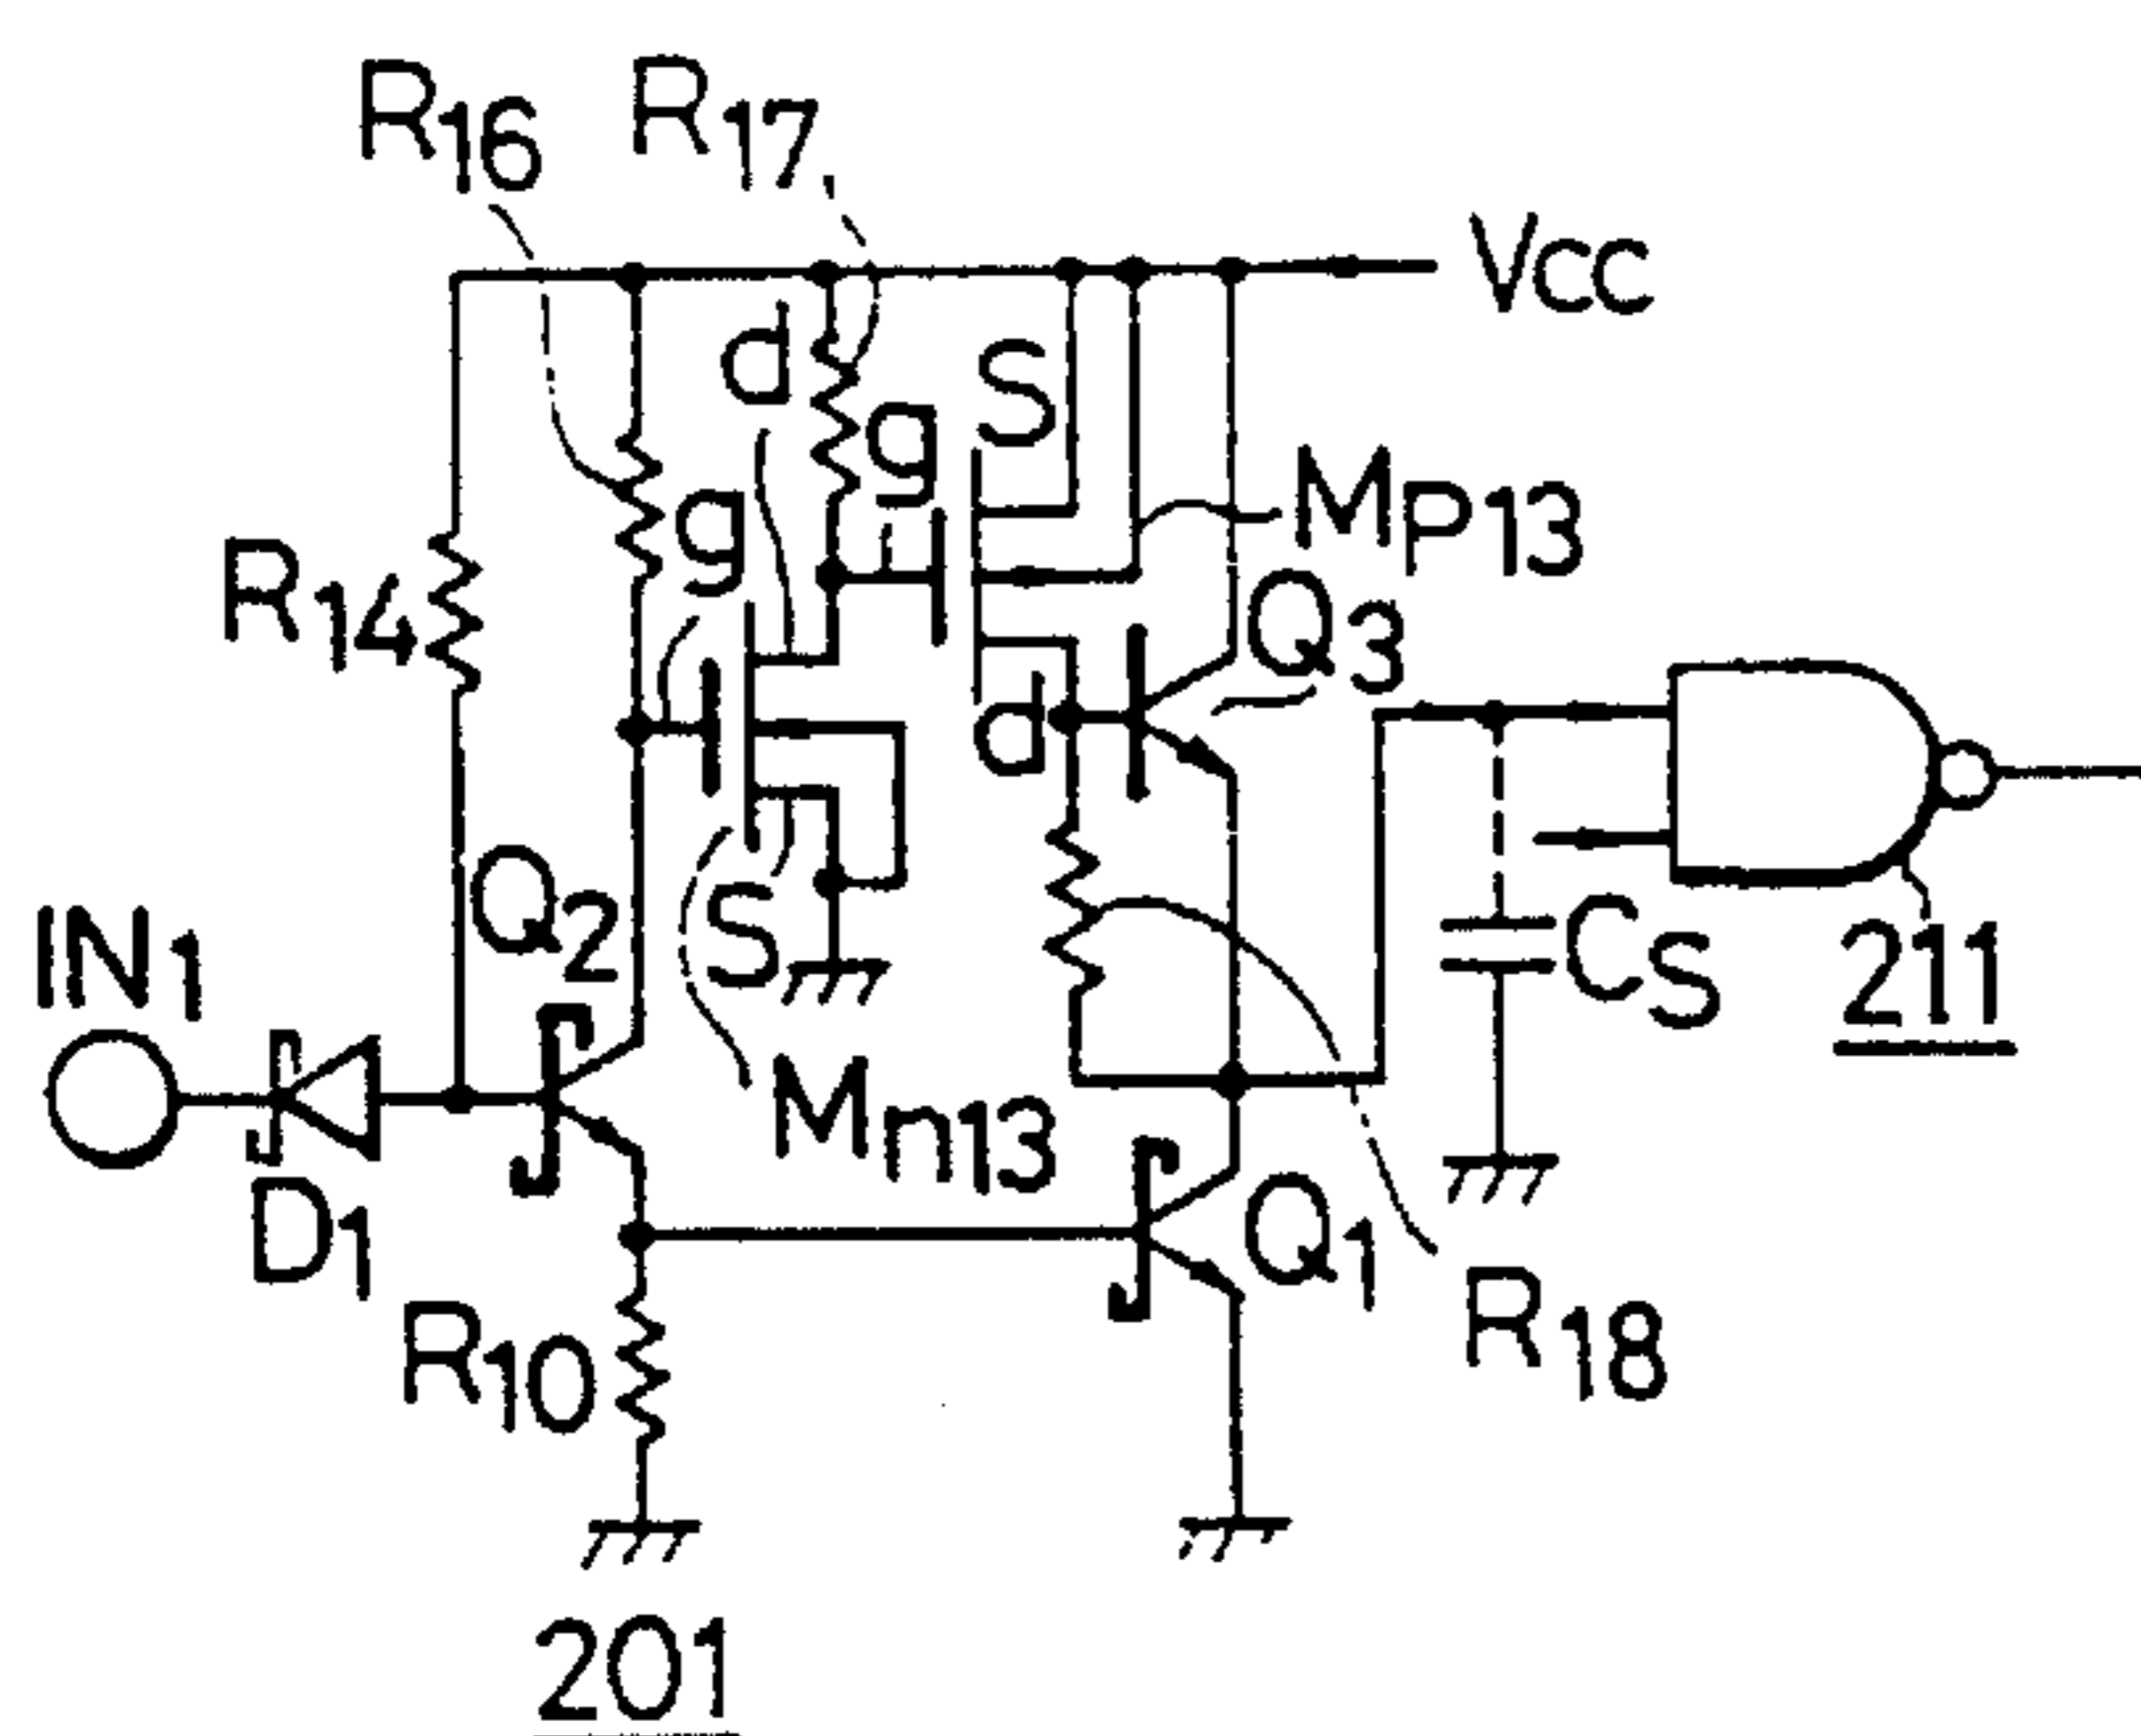 R16
R17
VCC
d
S
g
MP13
g
R14
Q3
d
Q2
S
CS
211
IN1
Mn13
D1
Q1
R10
R18
201